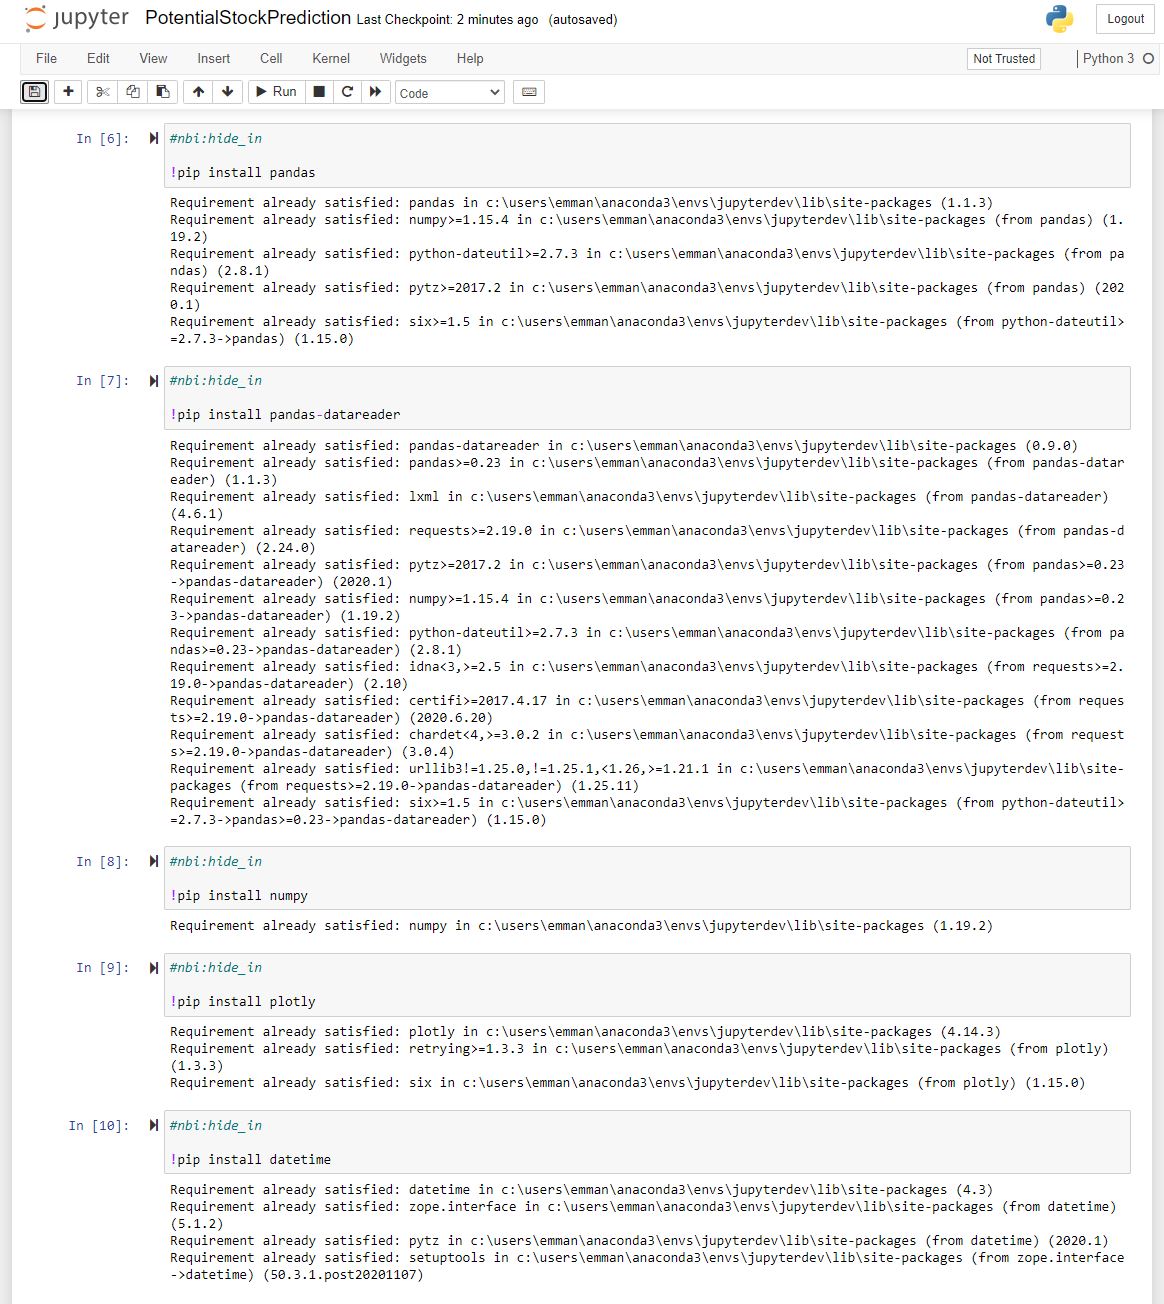 jupyter PotentialStockPrediction Last Checkpoint: 2 minutes ago (autosaved) Logout
File Edit View Insert Cell Kernel Widgets Help Not Trusted Python 3
Run Code
In [6]: #nbi:hide_in
!pip install pandas
Requirement already satisfied: pandas in c:\users\emman\anaconda3\envs\jupyterdev\lib\site-packages (1.1.3)
Requirement already satisfied: numpy>=1.15.4 in c:\users\emman\anaconda3\envs\jupyterdev\lib\site-packages (from pandas) (1.
19.2)
Requirement already satisfied: python-dateutil>=2.7.3 in c:\users\emman\anaconda3\envs\jupyterdev\lib\site-packages (from pa
ndas) (2.8.1)
Requirement already satisfied: pytz>=2017.2 in c:\users\emman\anaconda3\envs\jupyterdev\lib\site-packages (from pandas) (202
0.1)
Requirement already satisfied: six>=1.5 in c:\users\emman\anaconda3\envs\jupyterdev\lib\site-packages (from python-dateutil>
=2.7.3->pandas) (1.15.0)
In [7]: #nbi:hide_in
!pip install pandas-datareader
Requirement already satisfied: pandas-datareader in c:\users\emman\anaconda3\envs\jupyterdev\lib\site-packages (0.9.0)
Requirement already satisfied: pandas>=0.23 in c:\users\emman\anaconda3\envs\jupyterdev\lib\site-packages (from pandas-datar
eader) (1.1.3)
Requirement already satisfied: lxml in c:\users\emman\anaconda3\envs\jupyterdev\lib\site-packages (from pandas-datareader)
(4.6.1)
Requirement already satisfied: requests>=2.19.0 in c:\users\emman\anaconda3\envs\jupyterdev\lib\site-packages (from pandas-d
atareader) (2.24.0)
Requirement already satisfied: pytz>=2017.2 in c:\users\emman\anaconda3\envs\jupyterdev\lib\site-packages (from pandas>=0.23
->pandas-datareader) (2020.1)
Requirement already satisfied: numpy>=1.15.4 in c:\users\emman\anaconda3\envs\jupyterdev\lib\site-packages (from pandas>=0.2
3->pandas-datareader) (1.19.2)
Requirement already satisfied: python-dateutil>=2.7.3 in c:\users\emman\anaconda3\envs\jupyterdev\lib\site-packages (from pa
ndas>=0.23->pandas-datareader) (2.8.1)
Requirement already satisfied: idna<3,>=2.5 in c:\users\emman\anaconda3\envs\jupyterdev\lib\site-packages (from requests>=2.
19.0->pandas-datareader) (2.10)
Requirement already satisfied: certifi>=2017.4.17 in c:\users\emman\anaconda3\envs\jupyterdev\lib\site-packages (from reques
ts>=2.19.0->pandas-datareader) (2020.6.20)
Requirement already satisfied: chardet<4,>=3.0.2 in c:\users\emman\anaconda3\envs\jupyterdev\lib\site-packages (from request
s>=2.19.0->pandas-datareader) (3.0.4)
Requirement already satisfied: urllib3!=1.25.0,!=1.25.1,<1.26,>=1.21.1 in c:\users\emman\anaconda3\envs\jupyterdev\lib\site-
packages (from requests>=2.19.0->pandas-datareader) (1.25.11)
Requirement already satisfied: six>=1.5 in c:\users\emman\anaconda3\envs\jupyterdev\lib\site-packages (from python-dateutil>
=2.7.3->pandas>=0.23->pandas-datareader) (1.15.0)
In [8]: #nbi:hide_in
!pip install numpy
Requirement already satisfied: numpy in c:\users\emman\anaconda3\envs\jupyterdev\lib\site-packages (1.19.2)
In [9]: #nbi:hide_in
!pip install plotly
Requirement already satisfied: plotly in c:\users\emman\anaconda3\envs\jupyterdev\lib\site-packages (4.14.3)
Requirement already satisfied: retrying>=1.3.3 in c:\users\emman\anaconda3\envs\jupyterdev\lib\site-packages (from plotly)
(1.3.3)
Requirement already satisfied: six in c:\users\emman\anaconda3\envs\jupyterdev\lib\site-packages (from plotly) (1.15.0)
In [10]: #nbi:hide_in
!pip install datetime
Requirement already satisfied: datetime in c:\users\emman\anaconda3\envs\jupyterdev\lib\site-packages (4.3)
Requirement already satisfied: zope.interface in c:\users\emman\anaconda3\envs\jupyterdev\lib\site-packages (from datetime)
(5.1.2)
Requirement already satisfied: pytz in c:\users\emman\anaconda3\envs\jupyterdev\lib\site-packages (from datetime) (2020.1)
Requirement already satisfied: setuptools in c:\users\emman\anaconda3\envs\jupyterdev\lib\site-packages (from zope.interface
->datetime) (50.3.1.post20201107)